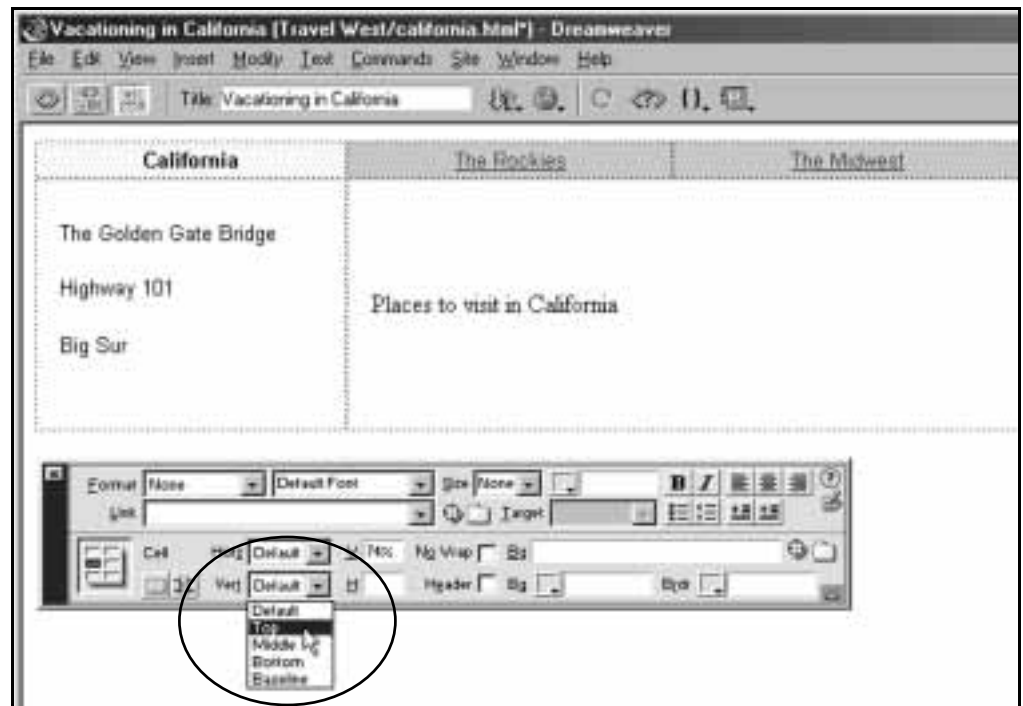 Vacationing in California (Travel West/california.html*) - Dreamweaver
File Edit View Insert Modify Text Commands Site Window Help
Title: Vacationing in California
California The Rockies The Midwest
The Golden Gate Bridge
Highway 101
Places to visit in California
Big Sur
Format None Default Font Size None B I
Link Target
Cell Horz Default W 74% No Wrap Bg
Vert Default H Header Bg Brdr
Default
Top
Middle
Bottom
Baseline